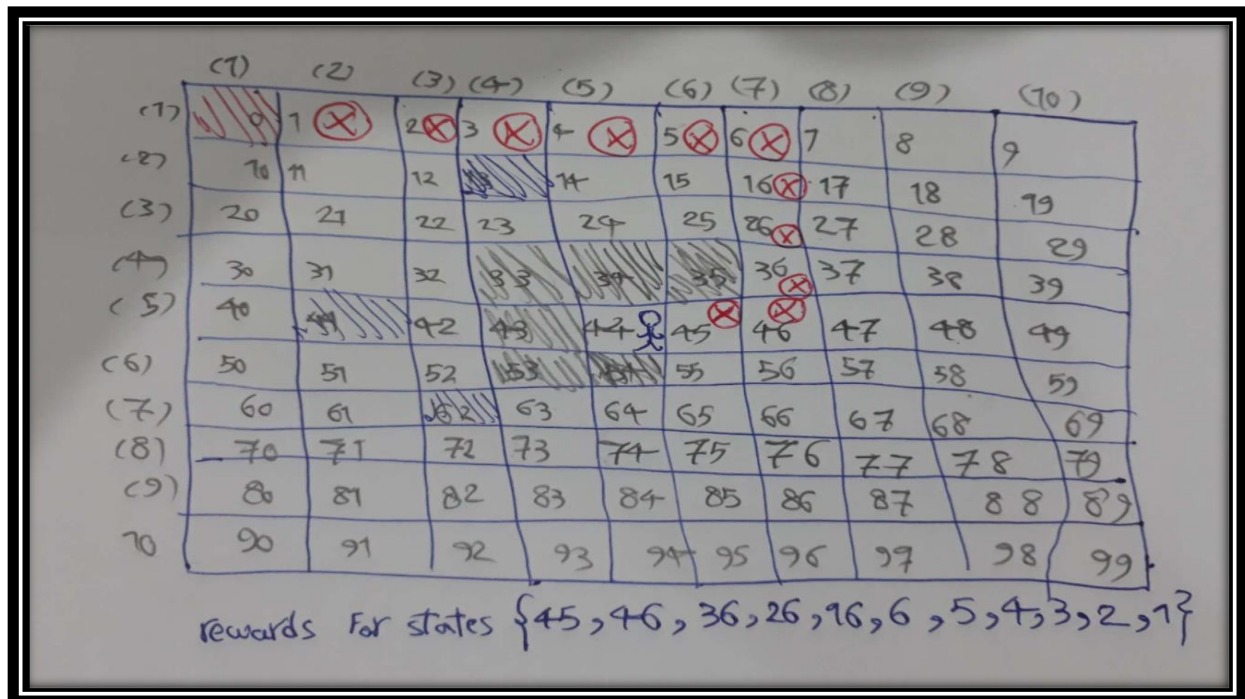 (1) (2) (3) (4) (5) (6) (7) (8) (9) (10)
(1) 0 1 2 3 4 5 6 7 8 9
(2) 10 11 12 13 14 15 16 17 18 19
(3) 20 21 22 23 24 25 26 27 28 29
(4) 30 31 32 33 34 35 36 37 38 39
(5) 40 41 42 43 44 45 46 47 48 49
(6) 50 51 52 53 54 55 56 57 58 59
(7) 60 61 62 63 64 65 66 67 68 69
(8) 70 71 72 73 74 75 76 77 78 79
(9) 80 81 82 83 84 85 86 87 88 89
10 90 91 92 93 94 95 96 97 98 99
rewards For states {45,46,36,26,16,6,5,4,3,2,1}